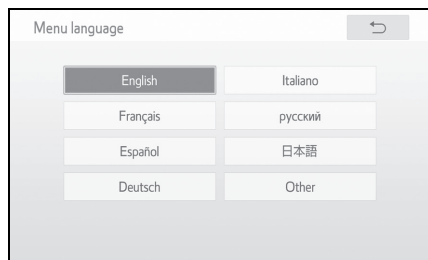 Menu language
English
Italiano
Français
русский
Español
日本語
Deutsch
Other